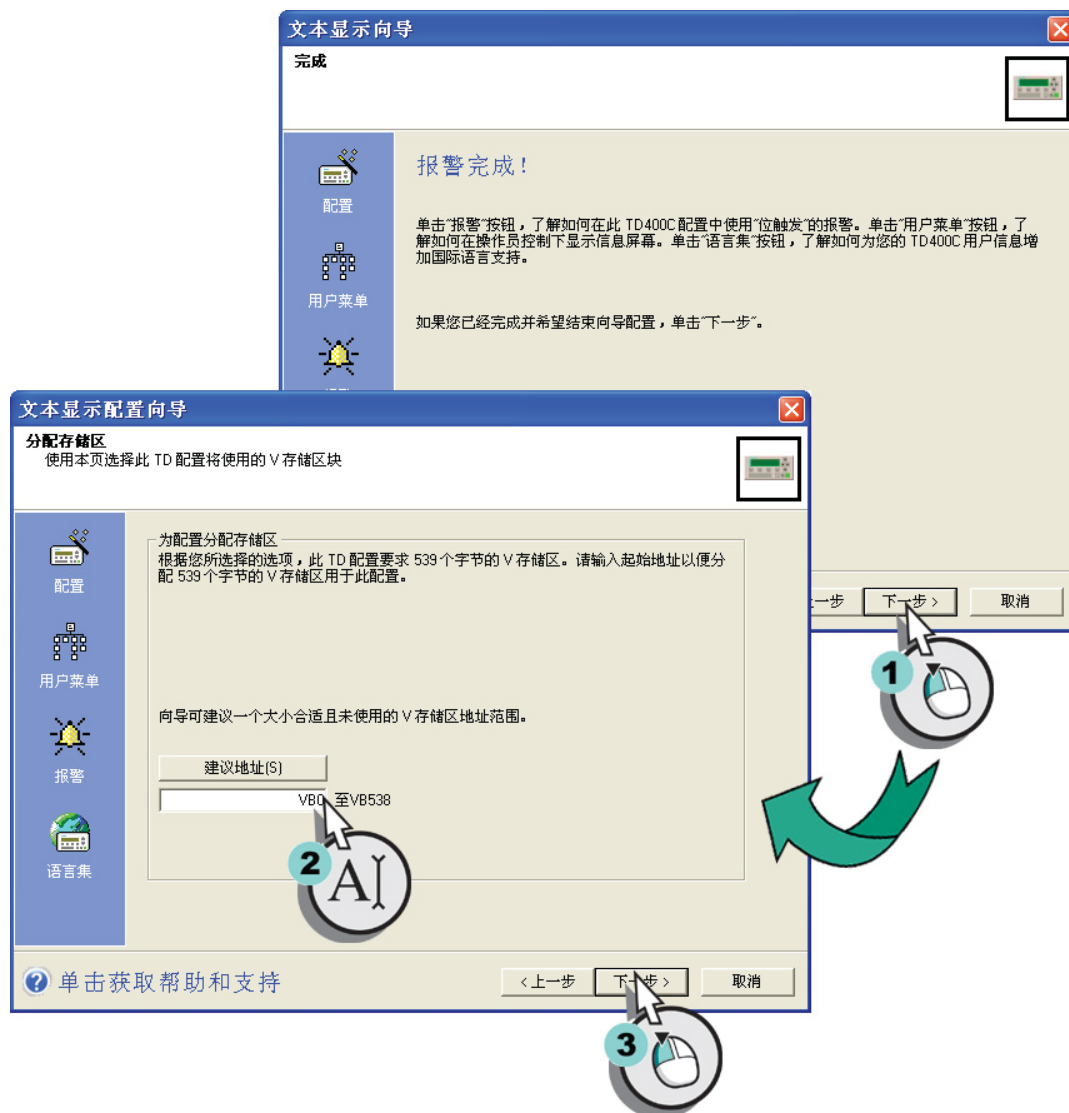 文本显示向导
完成
配置
用户菜单
报警完成！
单击“报警”按钮，了解如何在此 TD400C 配置中使用“位触发”的报警。单击“用户菜单”按钮，了
解如何在操作员控制下显示信息屏幕。单击“语言集”按钮，了解如何为您的 TD400C 用户信息增
加国际语言支持。
如果您已经完成并希望结束向导配置，单击“下一步”。
一步
下一步 >
取消
1
文本显示配置向导
分配存储区
使用本页选择此 TD 配置将使用的 V 存储区块
配置
用户菜单
报警
语言集
为配置分配存储区
根据您所选择的选项，此 TD 配置要求 539 个字节的 V 存储区。请输入起始地址以便分
配 539 个字节的 V 存储区用于此配置。
向导可建议一个大小合适且未使用的 V 存储区地址范围。
建议地址(S)
VB0 至VB538
2
A
单击获取帮助和支持
< 上一步
下一步 >
取消
3